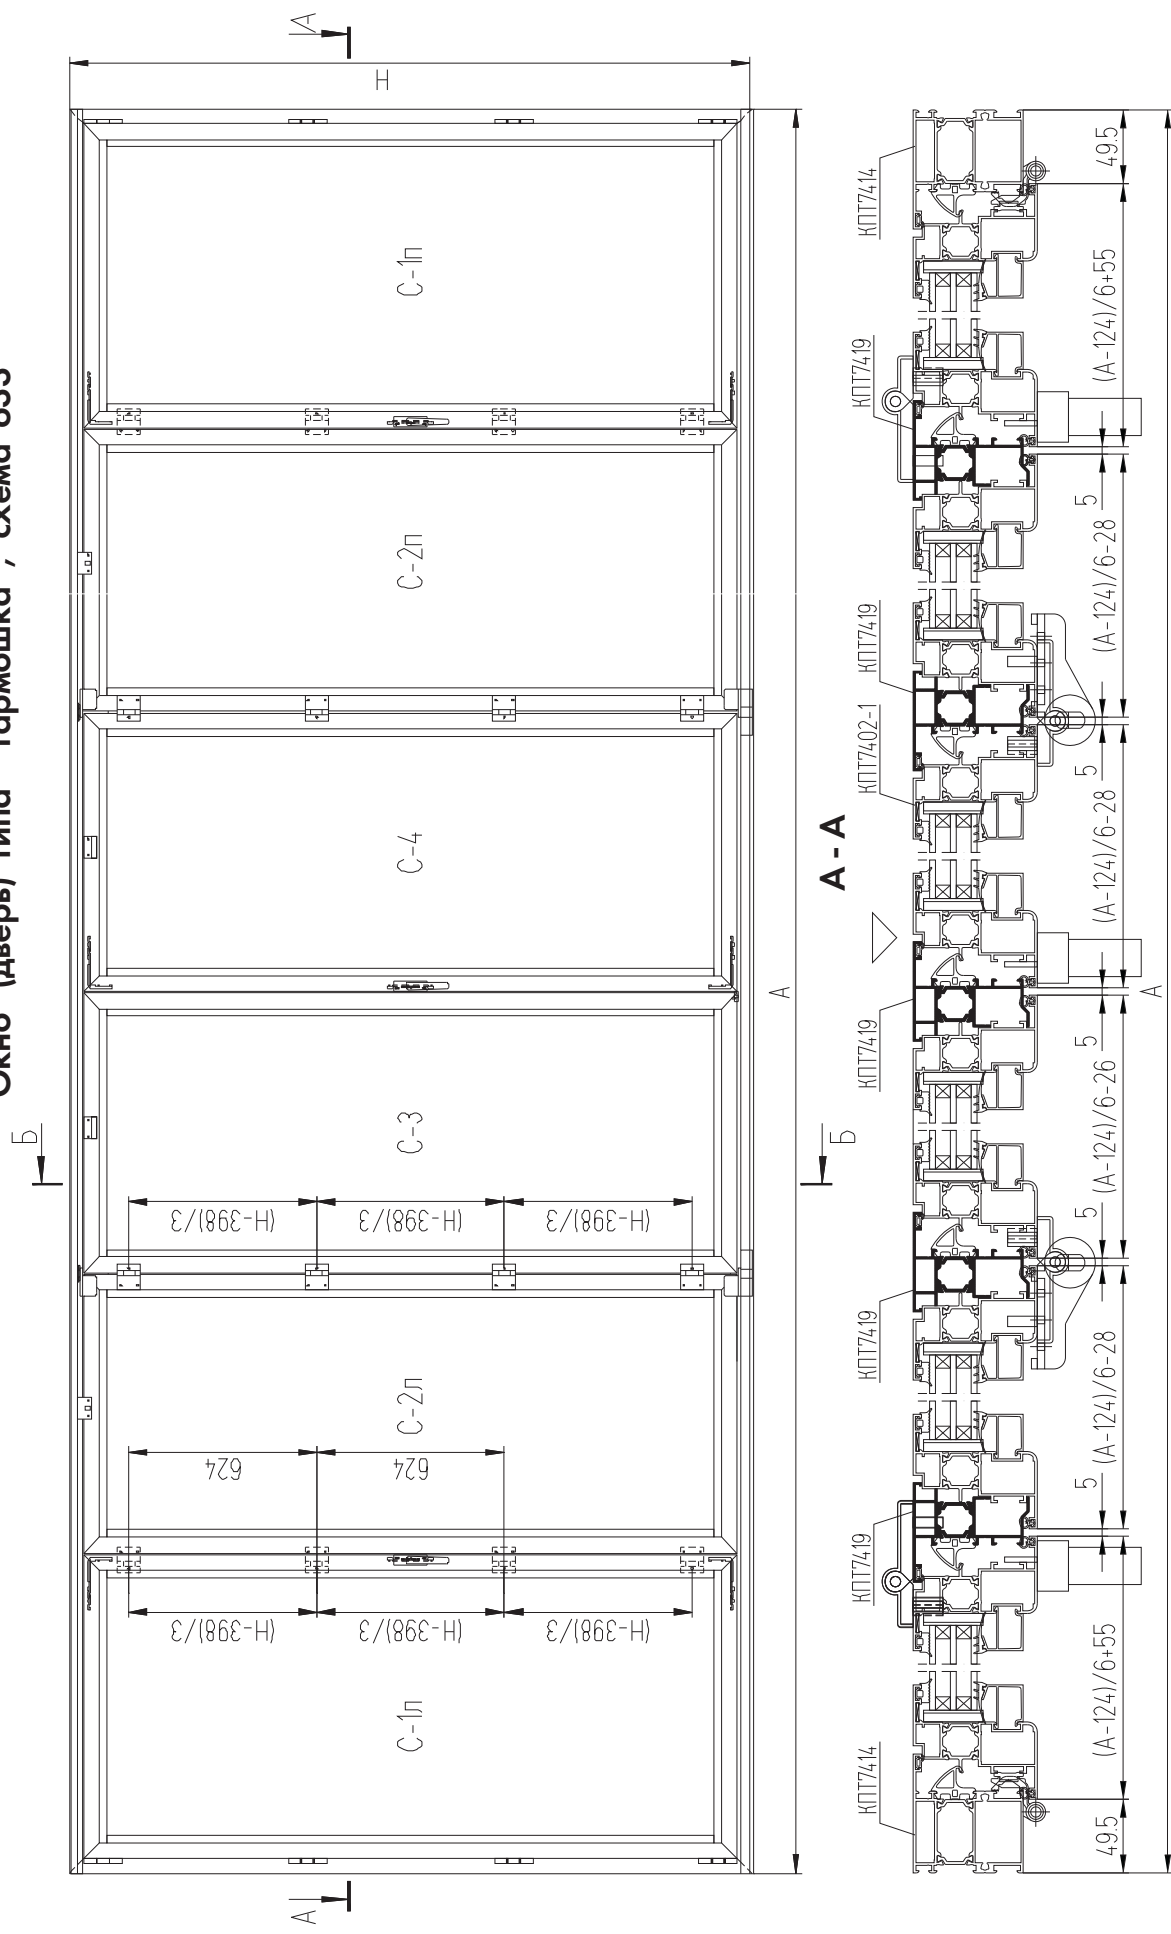 Окно (дверь) типа "Гармошка", схема 633
А
А
Н
Б
Б
С-1л
С-2л
С-3
С-4
С-2п
С-1п
(Н-398)/3
(Н-398)/3
(Н-398)/3
624
624
(Н-398)/3
(Н-398)/3
(Н-398)/3
А
А - А
КПТ7414
КПТ7419
КПТ7419
КПТ7419
КПТ7402-1
КПТ7419
КПТ7419
КПТ7414
49.5
(А-124)/6+55
5
(А-124)/6-28
5
(А-124)/6-26
5
(А-124)/6-28
5
(А-124)/6-28
5
(А-124)/6+55
49.5
А